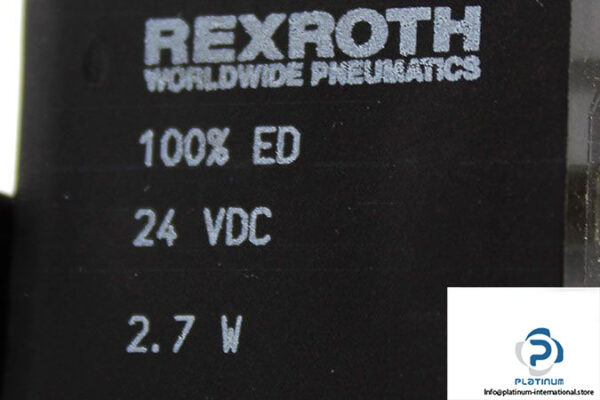 REXROTH
WORLDWIDE PNEUMATICS
100% ED
24 VDC
2.7 W
PLATINUM
Info@platinum-international.store